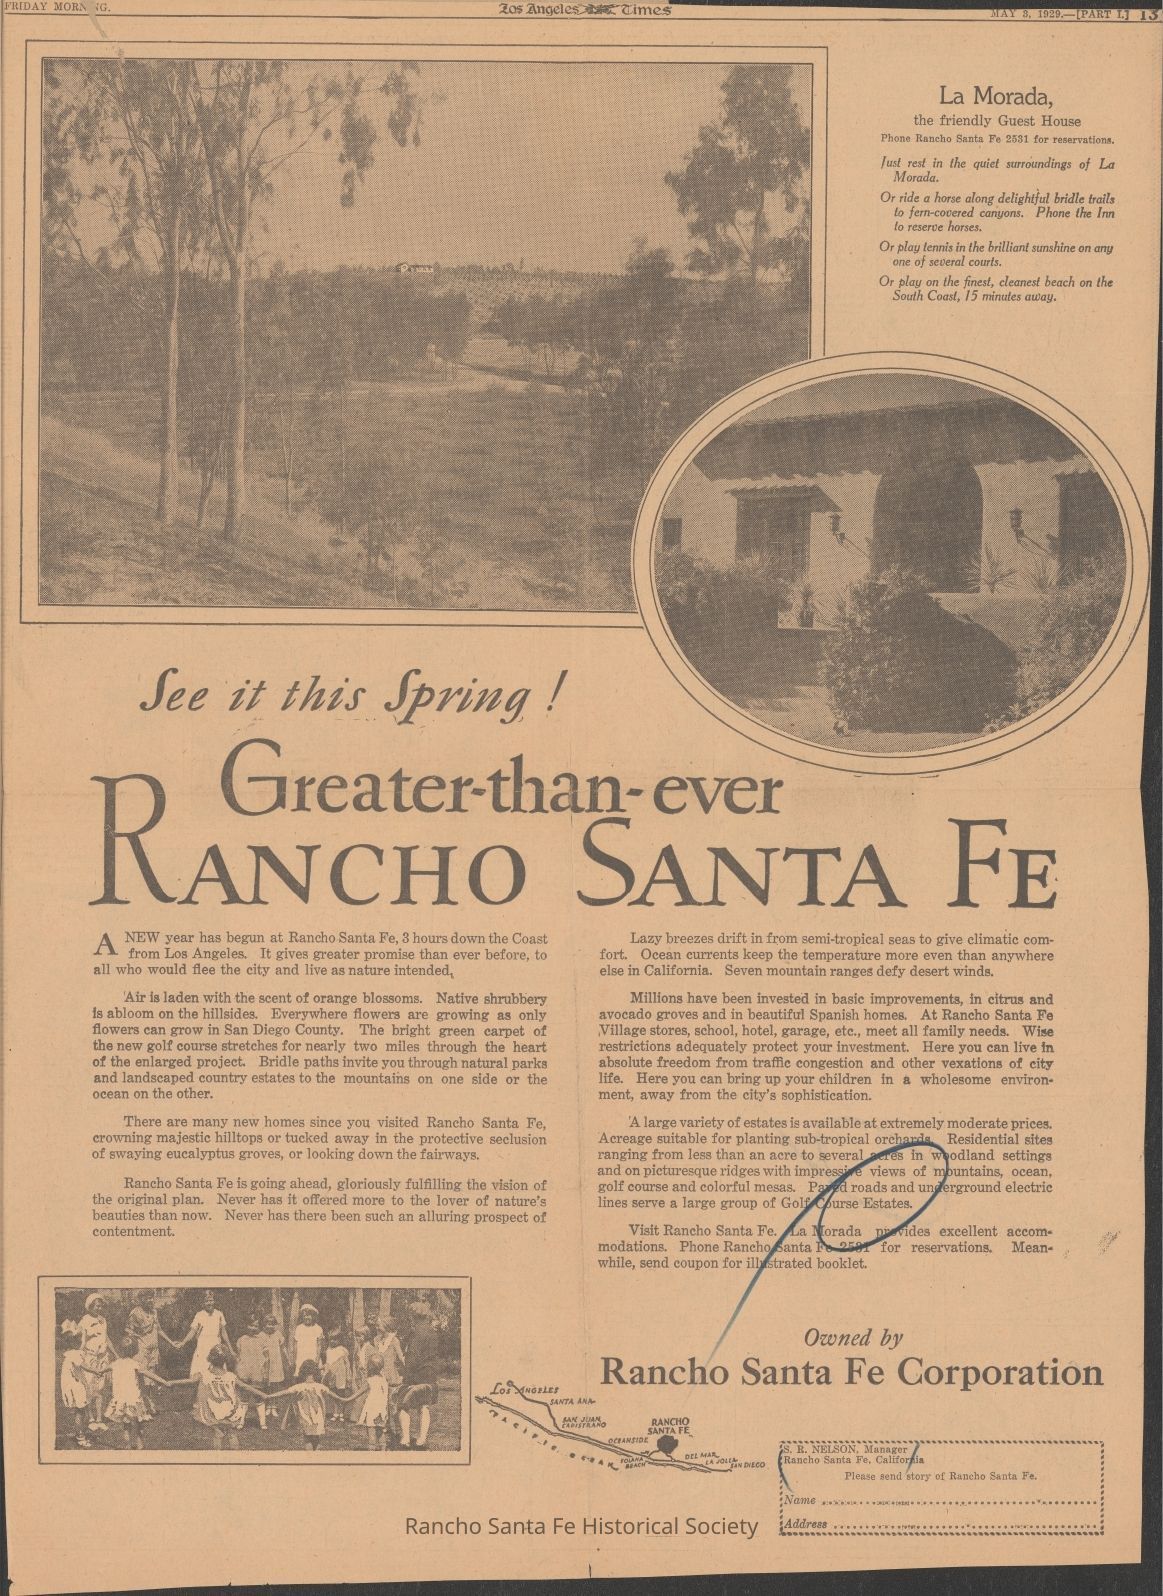 FRIDAY MORNING.
Los Angeles Times
MAY 3, 1929.—[PART I.] 13
La Morada,
the friendly Guest House
Phone Rancho Santa Fe 2531 for reservations.
Just rest in the quiet surroundings of La
Morada.
Or ride a horse along delightful bridle trails
to fern-covered canyons. Phone the Inn
to reserve horses.
Or play tennis in the brilliant sunshine on any
one of several courts.
Or play on the finest, cleanest beach on the
South Coast, 15 minutes away.
See it this Spring!
Greater-than-ever
RANCHO SANTA FE
A NEW year has begun at Rancho Santa Fe, 3 hours down the Coast
from Los Angeles. It gives greater promise than ever before, to
all who would flee the city and live as nature intended.
Air is laden with the scent of orange blossoms. Native shrubbery
is abloom on the hillsides. Everywhere flowers are growing as only
flowers can grow in San Diego County. The bright green carpet of
the new golf course stretches for nearly two miles through the heart
of the enlarged project. Bridle paths invite you through natural parks
and landscaped country estates to the mountains on one side or the
ocean on the other.
There are many new homes since you visited Rancho Santa Fe,
crowning majestic hilltops or tucked away in the protective seclusion
of swaying eucalyptus groves, or looking down the fairways.
Rancho Santa Fe is going ahead, gloriously fulfilling the vision of
the original plan. Never has it offered more to the lover of nature's
beauties than now. Never has there been such an alluring prospect of
contentment.
Lazy breezes drift in from semi-tropical seas to give climatic com-
fort. Ocean currents keep the temperature more even than anywhere
else in California. Seven mountain ranges defy desert winds.
Millions have been invested in basic improvements, in citrus and
avocado groves and in beautiful Spanish homes. At Rancho Santa Fe
Village stores, school, hotel, garage, etc., meet all family needs. Wise
restrictions adequately protect your investment. Here you can live in
absolute freedom from traffic congestion and other vexations of city
life. Here you can bring up your children in a wholesome environ-
ment, away from the city's sophistication.
A large variety of estates is available at extremely moderate prices.
Acreage suitable for planting sub-tropical orchards. Residential sites
ranging from less than an acre to several acres in woodland settings
and on picturesque ridges with impressive views of mountains, ocean,
golf course and colorful mesas. Paved roads and underground electric
lines serve a large group of Golf Course Estates.
Visit Rancho Santa Fe. La Morada provides excellent accom-
modations. Phone Rancho Santa Fe 2531 for reservations. Mean-
while, send coupon for illustrated booklet.
Owned by
Rancho Santa Fe Corporation
LOS ANGELES
SANTA ANA
SAN JUAN
CAPISTRANO
PACIFIC OCEAN
OCEANSIDE
RANCHO
SANTA FE
SOLANA
BEACH
DEL MAR
LA JOLLA
SAN DIEGO
S. R. NELSON, Manager
Rancho Santa Fe, California
Please send story of Rancho Santa Fe.
Name
Address
Rancho Santa Fe Historical Society